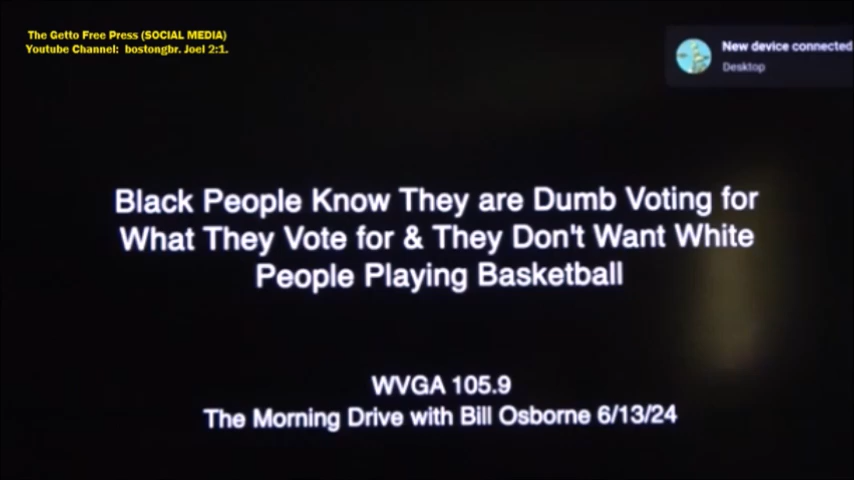 The Getto Free Press (SOCIAL MEDIA)
Youtube Channel: bostongbr. Joel 2:1.
New device connected
Desktop
Black People Know They are Dumb Voting for
What They Vote for & They Don't Want White
People Playing Basketball
WVGA 105.9
The Morning Drive with Bill Osborne 6/13/24